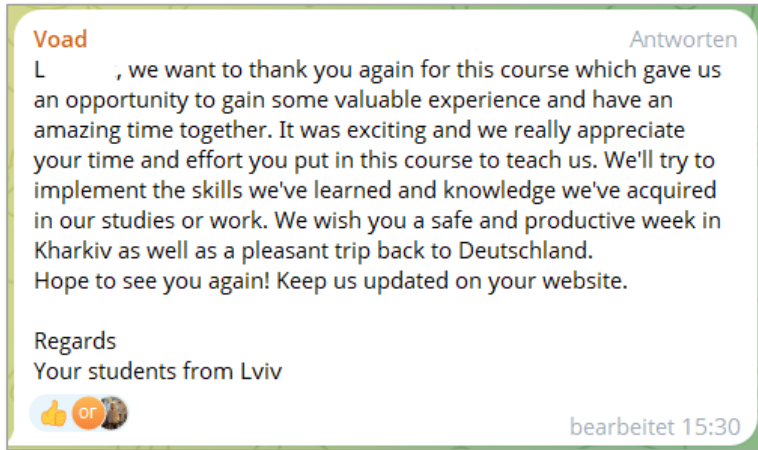 Voad
Antworten
L , we want to thank you again for this course which gave us
an opportunity to gain some valuable experience and have an
amazing time together. It was exciting and we really appreciate
your time and effort you put in this course to teach us. We'll try to
implement the skills we've learned and knowledge we've acquired
in our studies or work. We wish you a safe and productive week in
Kharkiv as well as a pleasant trip back to Deutschland.
Hope to see you again! Keep us updated on your website.
Regards
Your students from Lviv
or
bearbeitet 15:30